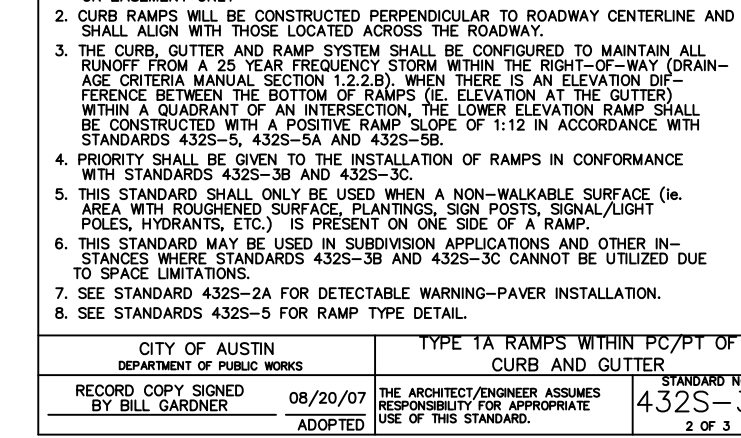 OR EASEMENT ONLY
2. CURB RAMPS WILL BE CONSTRUCTED PERPENDICULAR TO ROADWAY CENTERLINE AND
SHALL ALIGN WITH THOSE LOCATED ACROSS THE ROADWAY.
3. THE CURB, GUTTER AND RAMP SYSTEM SHALL BE CONFIGURED TO MAINTAIN ALL
RUNOFF FROM A 25 YEAR FREQUENCY STORM WITHIN THE RIGHT-OF-WAY (DRAIN-
AGE CRITERIA MANUAL SECTION 1.2.2.B). WHEN THERE IS AN ELEVATION DIF-
FERENCE BETWEEN THE BOTTOM OF RAMPS (IE. ELEVATION AT THE GUTTER)
WITHIN A QUADRANT OF AN INTERSECTION, THE LOWER ELEVATION RAMP SHALL
BE CONSTRUCTED WITH A POSITIVE RAMP SLOPE OF 1:12 IN ACCORDANCE WITH
STANDARDS 432S-5, 432S-5A AND 432S-5B.
4. PRIORITY SHALL BE GIVEN TO THE INSTALLATION OF RAMPS IN CONFORMANCE
WITH STANDARDS 432S-3B AND 432S-3C.
5. THIS STANDARD SHALL ONLY BE USED WHEN A NON-WALKABLE SURFACE (ie.
AREA WITH ROUGHENED SURFACE, PLANTINGS, SIGN POSTS, SIGNAL/LIGHT
POLES, HYDRANTS, ETC.) IS PRESENT ON ONE SIDE OF A RAMP.
6. THIS STANDARD MAY BE USED IN SUBDIVISION APPLICATIONS AND OTHER IN-
STANCES WHERE STANDARDS 432S-3B AND 432S-3C CANNOT BE UTILIZED DUE
TO SPACE LIMITATIONS.
7. SEE STANDARD 432S-2A FOR DETECTABLE WARNING-PAVER INSTALLATION.
8. SEE STANDARDS 432S-5 FOR RAMP TYPE DETAIL.
CITY OF AUSTIN
DEPARTMENT OF PUBLIC WORKS
TYPE 1A RAMPS WITHIN PC/PT OF
CURB AND GUTTER
RECORD COPY SIGNED
BY BILL GARDNER
08/20/07
ADOPTED
THE ARCHITECT/ENGINEER ASSUMES
RESPONSIBILITY FOR APPROPRIATE
USE OF THIS STANDARD.
STANDARD N
432S-
2 OF 3